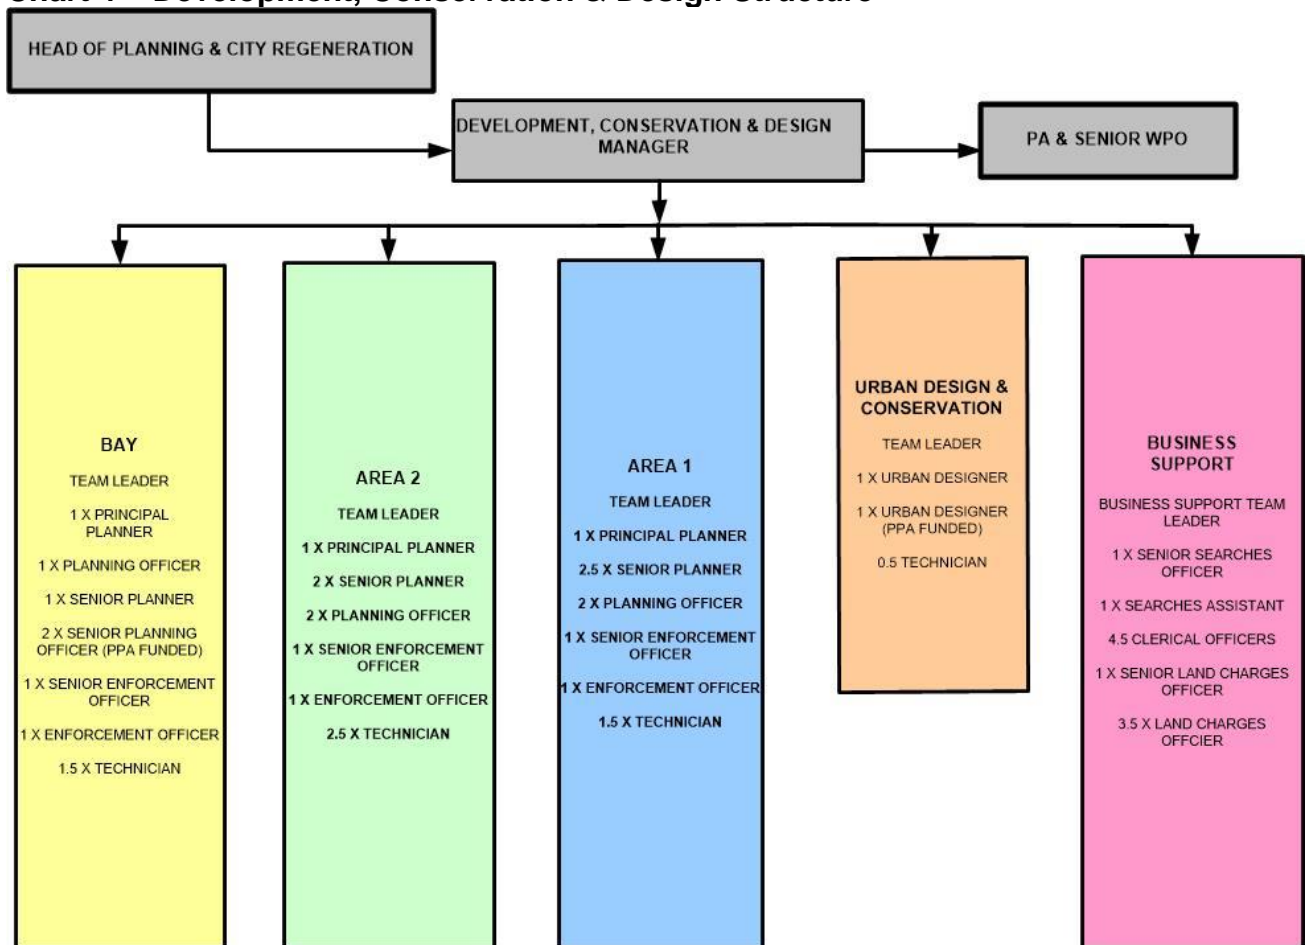 Chart 1 – Development, Conservation & Design Structure
HEAD OF PLANNING & CITY REGENERATION
DEVELOPMENT, CONSERVATION & DESIGN
MANAGER
PA & SENIOR WPO
BAY
TEAM LEADER
1 X PRINCIPAL
PLANNER
1 X PLANNING OFFICER
1 X SENIOR PLANNER
2 X SENIOR PLANNING
OFFICER (PPA FUNDED)
1 X SENIOR ENFORCEMENT
OFFICER
1 X ENFORCEMENT OFFICER
1.5 X TECHNICIAN
AREA 2
TEAM LEADER
1 X PRINCIPAL PLANNER
2 X SENIOR PLANNER
2 X PLANNING OFFICER
1 X SENIOR ENFORCEMENT
OFFICER
1 X ENFORCEMENT OFFICER
2.5 X TECHNICIAN
AREA 1
TEAM LEADER
1 X PRINCIPAL PLANNER
2.5 X SENIOR PLANNER
2 X PLANNING OFFICER
1 X SENIOR ENFORCEMENT
OFFICER
1 X ENFORCEMENT OFFICER
1.5 X TECHNICIAN
URBAN DESIGN &
CONSERVATION
TEAM LEADER
1 X URBAN DESIGNER
1 X URBAN DESIGNER
(PPA FUNDED)
0.5 TECHNICIAN
BUSINESS
SUPPORT
BUSINESS SUPPORT TEAM
LEADER
1 X SENIOR SEARCHES
OFFICER
1 X SEARCHES ASSISTANT
4.5 CLERICAL OFFICERS
1 X SENIOR LAND CHARGES
OFFICER
3.5 X LAND CHARGES
OFFCIER